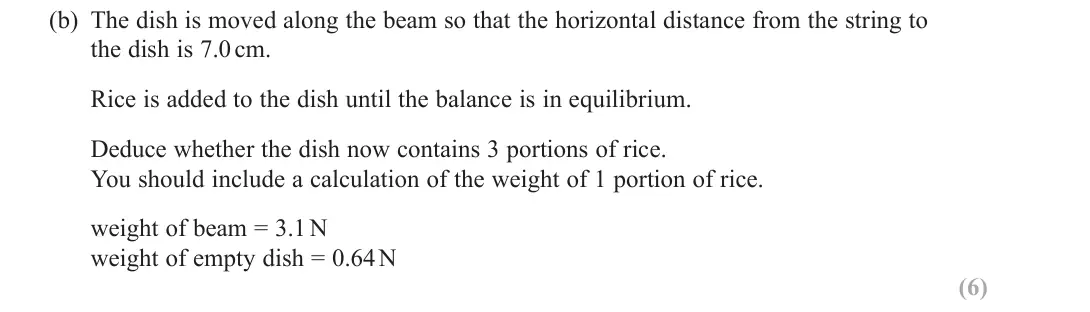 (b) The dish is moved along the beam so that the horizontal distance from the string to
the dish is 7.0 cm.
Rice is added to the dish until the balance is in equilibrium.
Deduce whether the dish now contains 3 portions of rice.
You should include a calculation of the weight of 1 portion of rice.
weight of beam = 3.1 N
weight of empty dish = 0.64 N
(6)